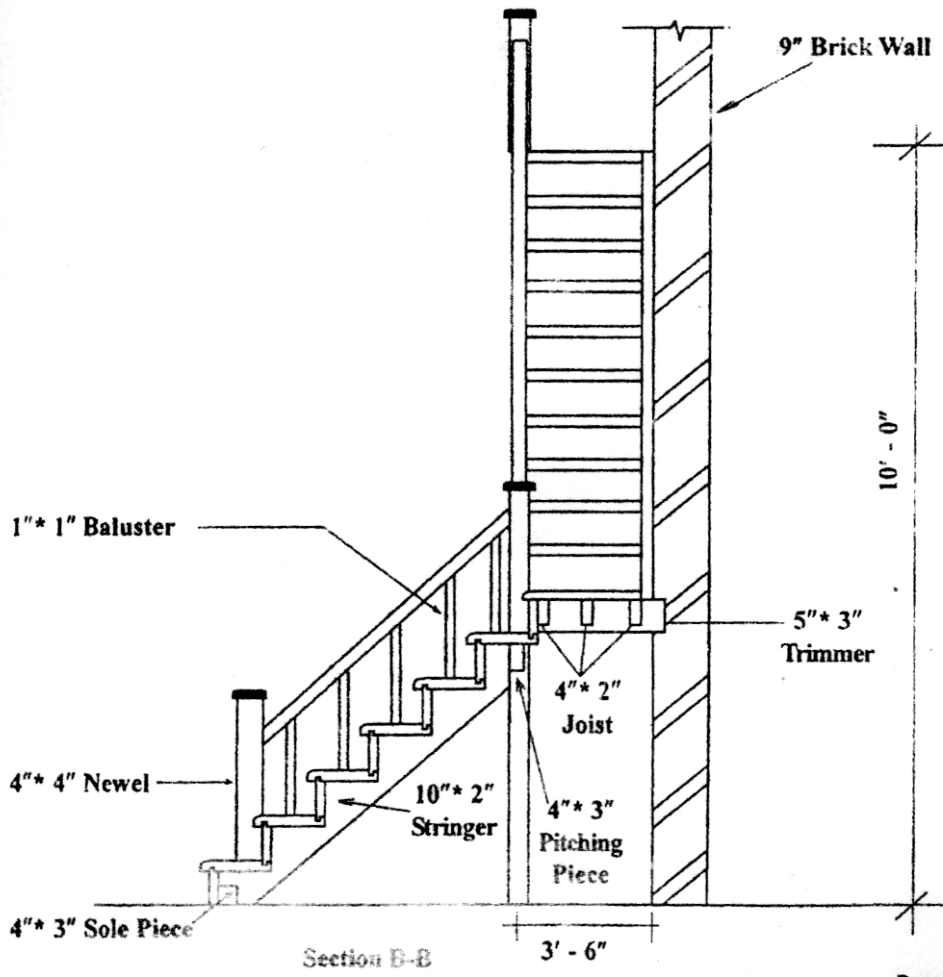 9" Brick Wall
10' - 0"
1"* 1" Baluster
5"* 3"
Trimmer
4"* 2"
Joist
4"* 4" Newel
10"* 2"
Stringer
4"* 3"
Pitching
Piece
4"* 3" Sole Piece
3' - 6"
Section B-B